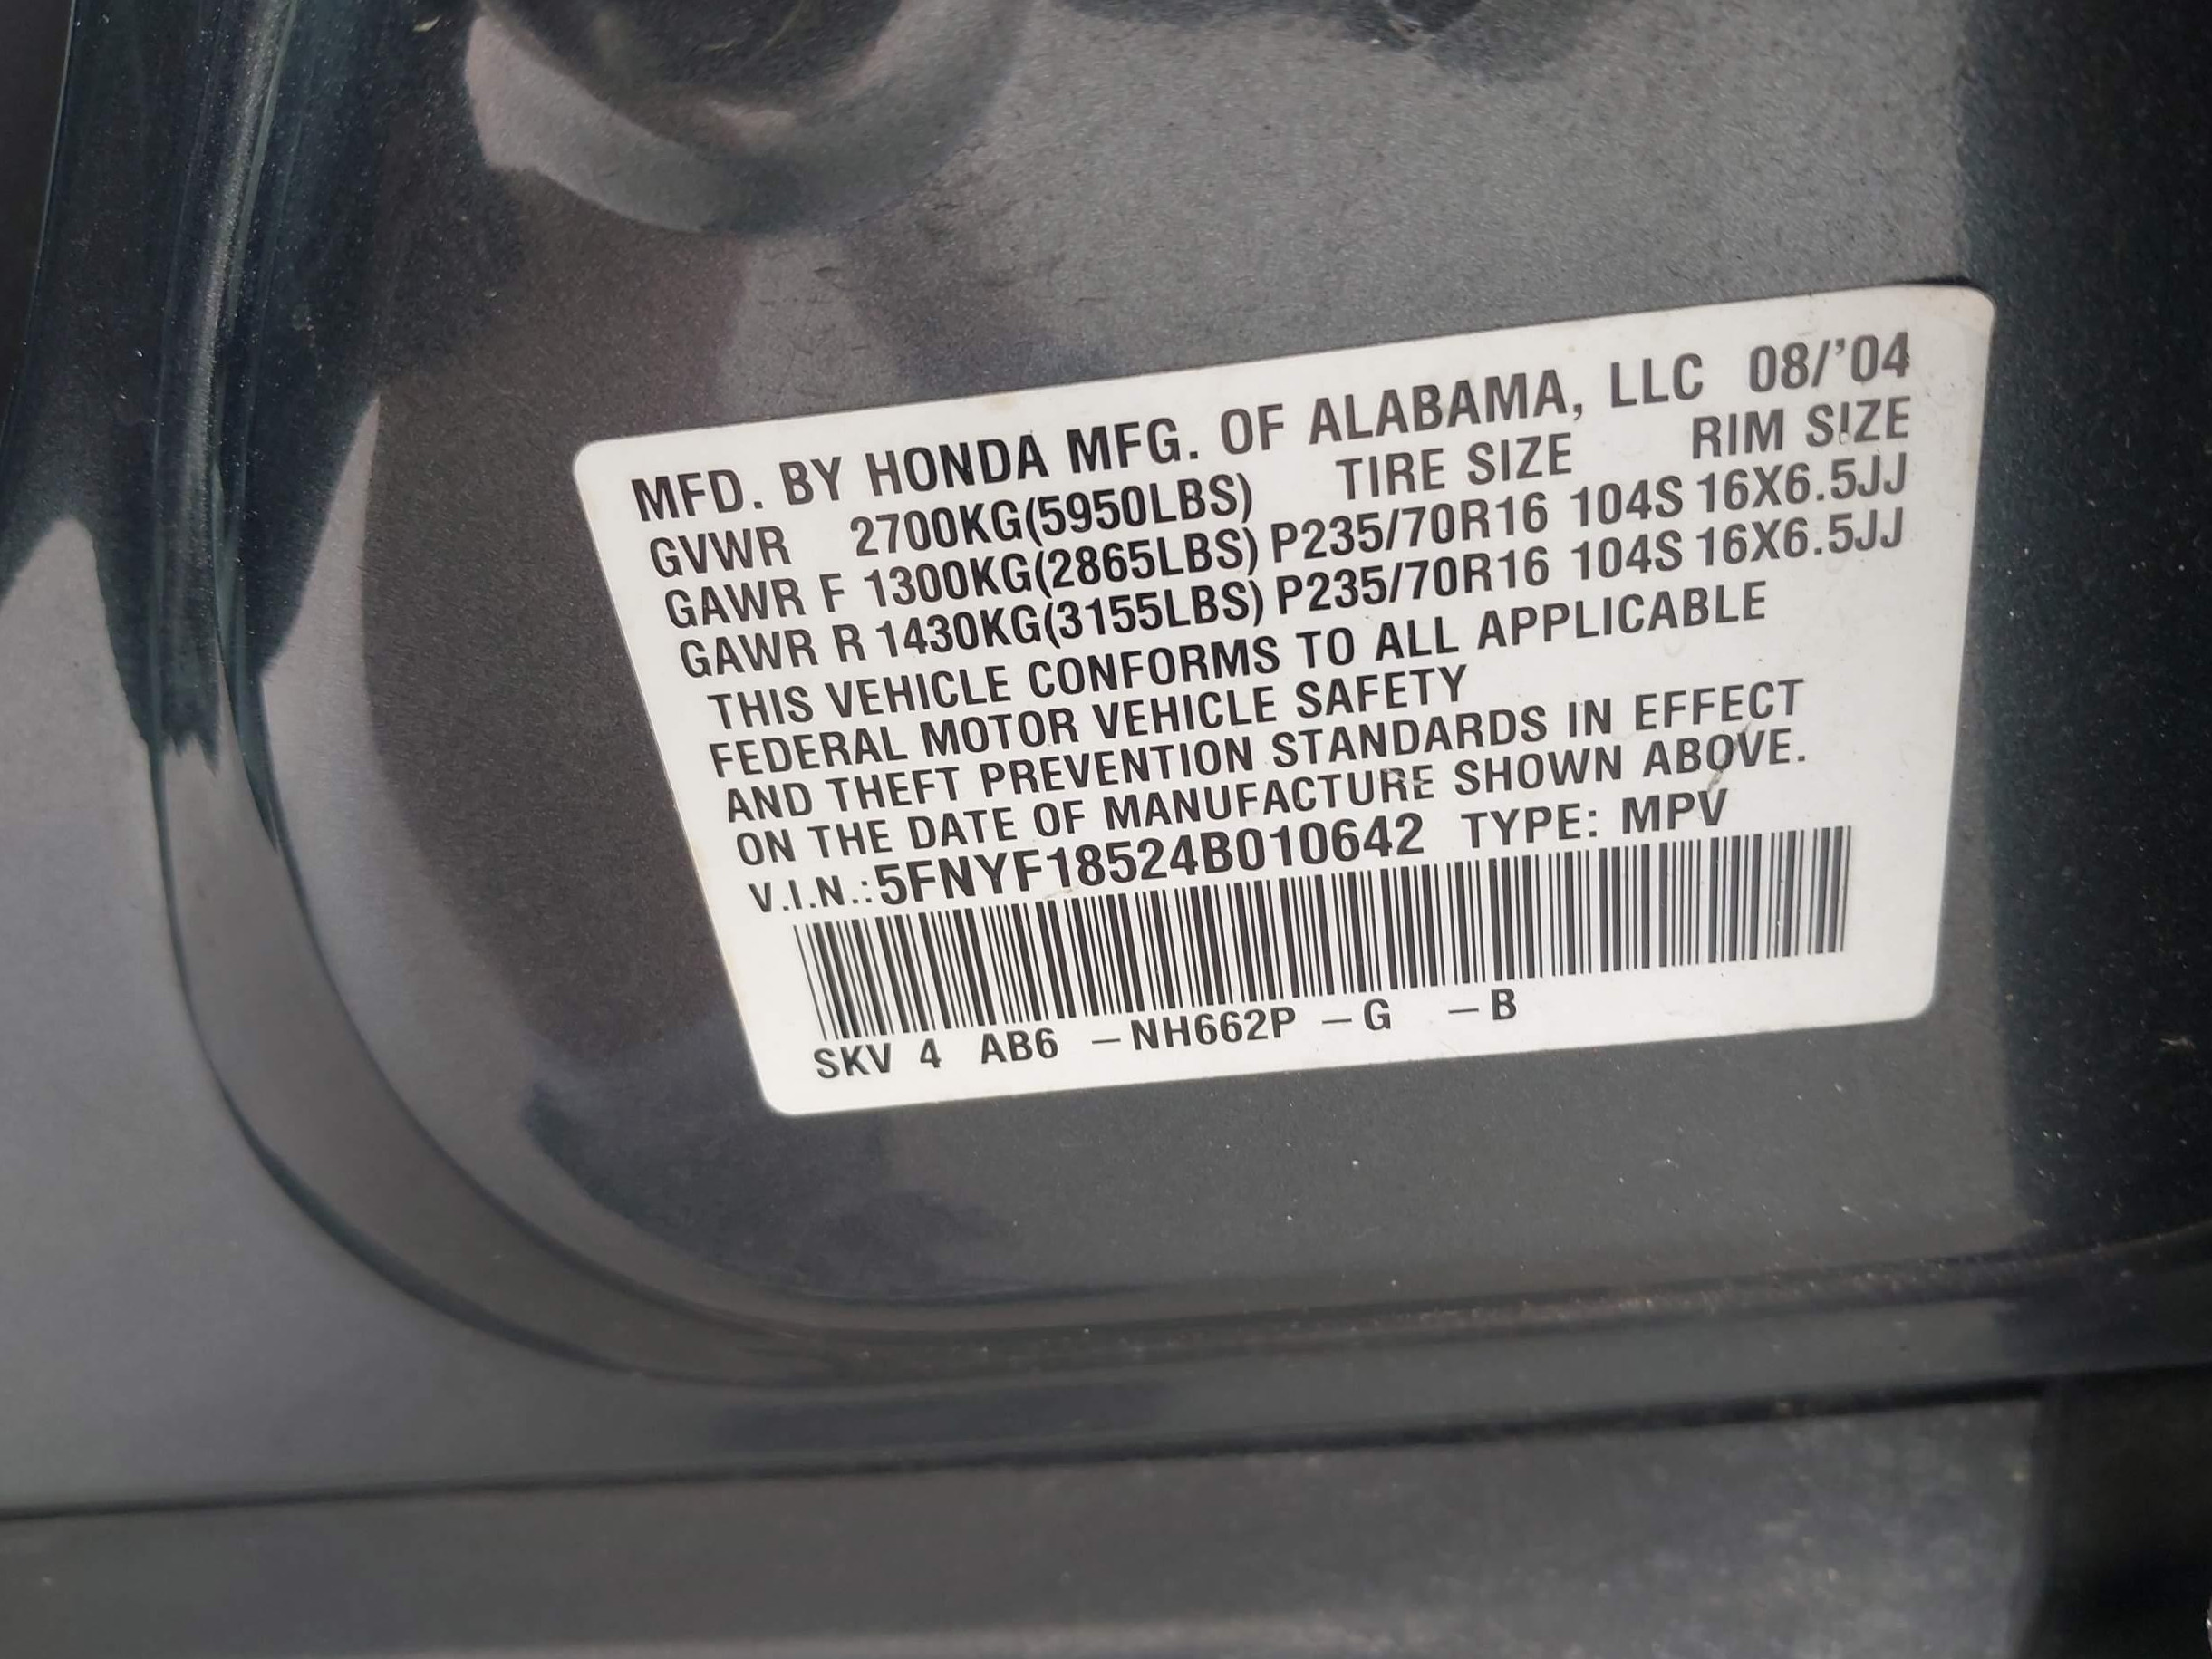 MFD. BY HONDA MFG. OF ALABAMA, LLC 08/'04
GVWR 2700KG(5950LBS) TIRE SIZE RIM SIZE
GAWR F 1300KG(2865LBS) P235/70R16 104S 16X6.5JJ
GAWR R 1430KG(3155LBS) P235/70R16 104S 16X6.5JJ
THIS VEHICLE CONFORMS TO ALL APPLICABLE
FEDERAL MOTOR VEHICLE SAFETY
AND THEFT PREVENTION STANDARDS IN EFFECT
ON THE DATE OF MANUFACTURE SHOWN ABOVE.
V.I.N.:5FNYF18524B010642 TYPE: MPV
SKV 4 AB6 –NH662P –G –B